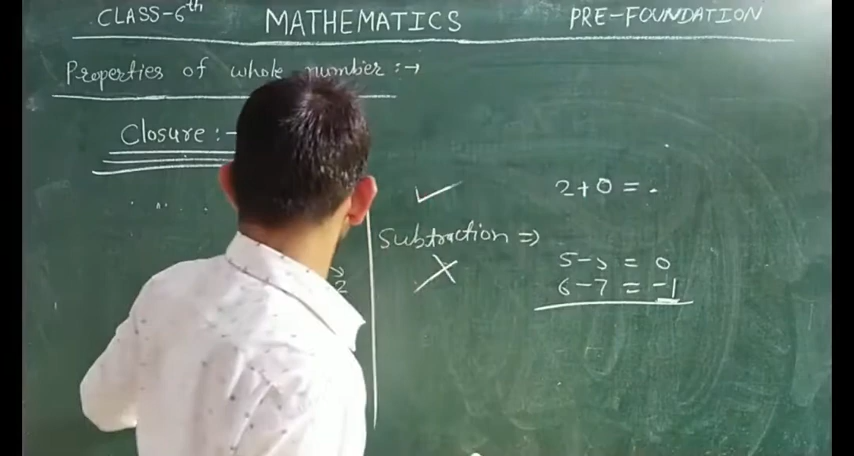 CLASS-6th MATHEMATICS PRE-FOUNDATION
Properties of whole number :→
Closure :-
2+0 = .
Subtraction ⇒
5-5 = 0
6-7 = -1
2